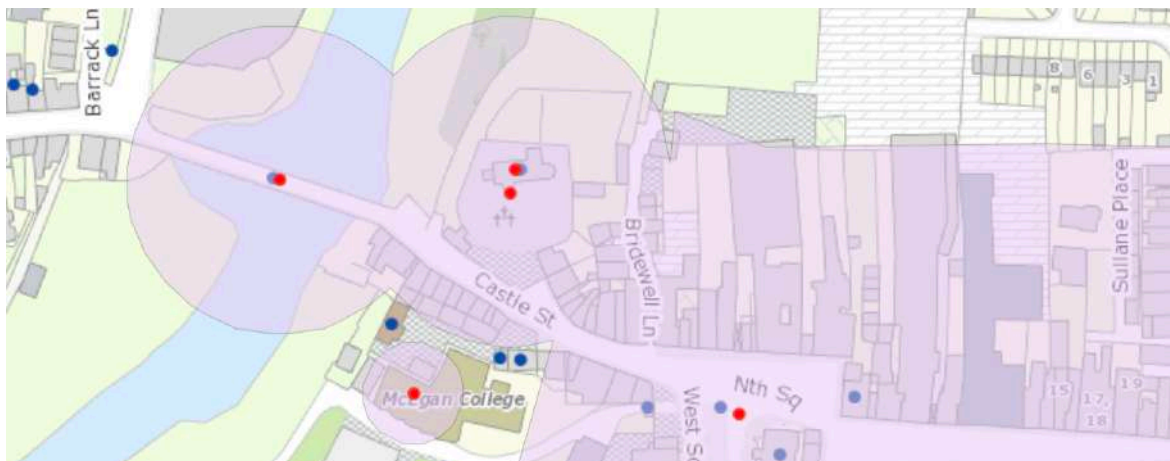 Barrack Ln
8
6
3
1
Bridewell Ln
Sullane Place
Castle St
McEgan College
Nth Sq
West Sq
15
17,
18
19